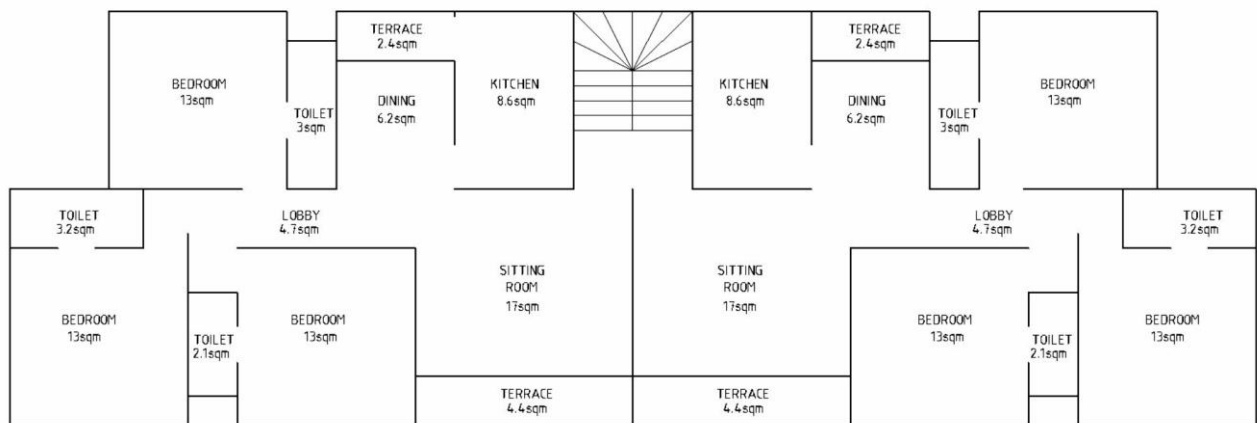 TERRACE
2.4sqm
TERRACE
2.4sqm
BEDROOM
13sqm
KITCHEN
8.6sqm
KITCHEN
8.6sqm
BEDROOM
13sqm
DINING
6.2sqm
DINING
6.2sqm
TOILET
3sqm
TOILET
3sqm
TOILET
3.2sqm
LOBBY
4.7sqm
LOBBY
4.7sqm
TOILET
3.2sqm
SITTING
ROOM
17sqm
SITTING
ROOM
17sqm
BEDROOM
13sqm
TOILET
2.1sqm
BEDROOM
13sqm
BEDROOM
13sqm
TOILET
2.1sqm
BEDROOM
13sqm
TERRACE
4.4sqm
TERRACE
4.4sqm